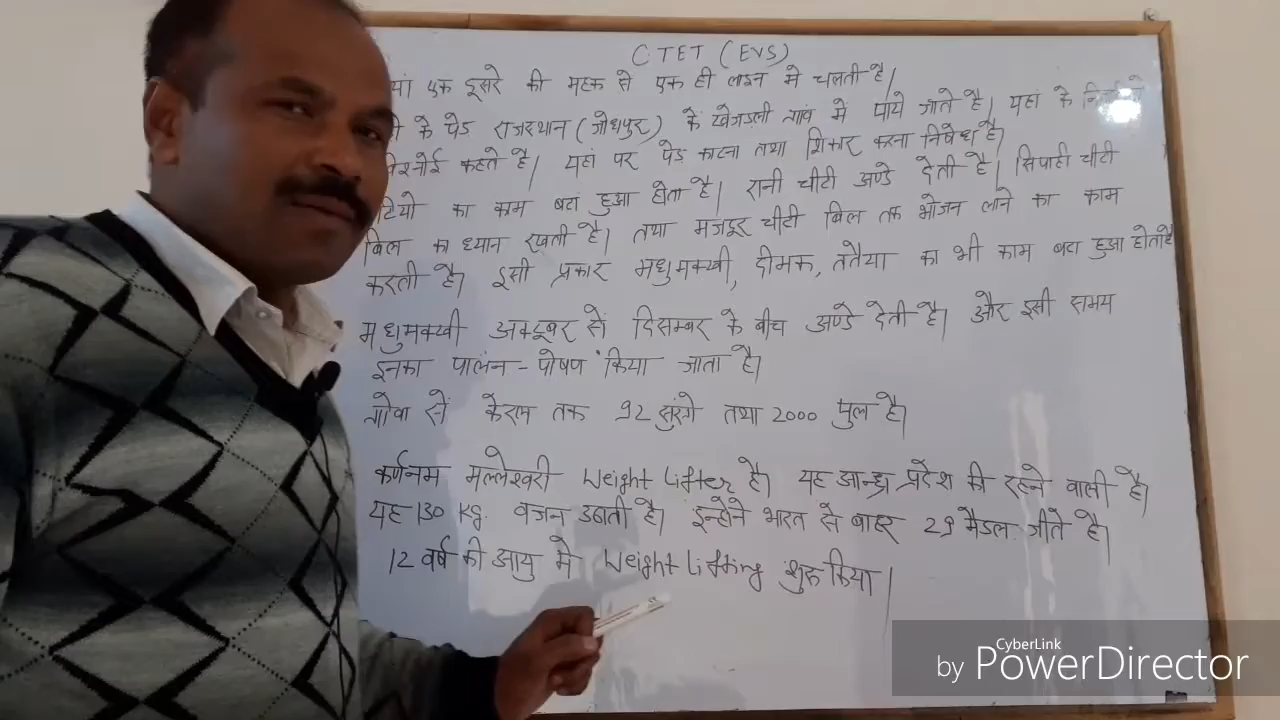 CTET (EVS)
यां एक दूसरे की महक से एक ही लाइन मे चलती है।
के पेड राजस्थान (जोधपुर) के खेजडली गांव मे पाये जाते है। यहां के
कहते है। यहां पर पेड काटना तथा शिकार करना निषेध है।
टियो का काम बटा हुआ होता है। रानी चीटी अण्डे देती है। सिपाही चीटी
बिल का ध्यान रखती है। तथा मजदूर चीटी बिल तक भोजन लाने का काम
करती है। इसी प्रकार मधुमक्खी, दीमक, ततैया का भी काम बटा हुआ होता है
मधुमक्खी अक्टूबर से दिसम्बर के बीच अण्डे देती है। और इसी समय
इनका पालन-पोषण किया जाता है।
गोवा से केरल तक 92 सुरंगे तथा 2000 पुल है।
कर्णनम मल्लेश्वरी Weight lifter है। यह आन्ध्र प्रदेश की रहने वाली है।
यह 130 Kg. वजन उठाती है। इन्होने भारत से बाहर 29 मैडल जीते है।
12 वर्ष की आयु मे Weight lifting शुरू किया।
CyberLink
by PowerDirector